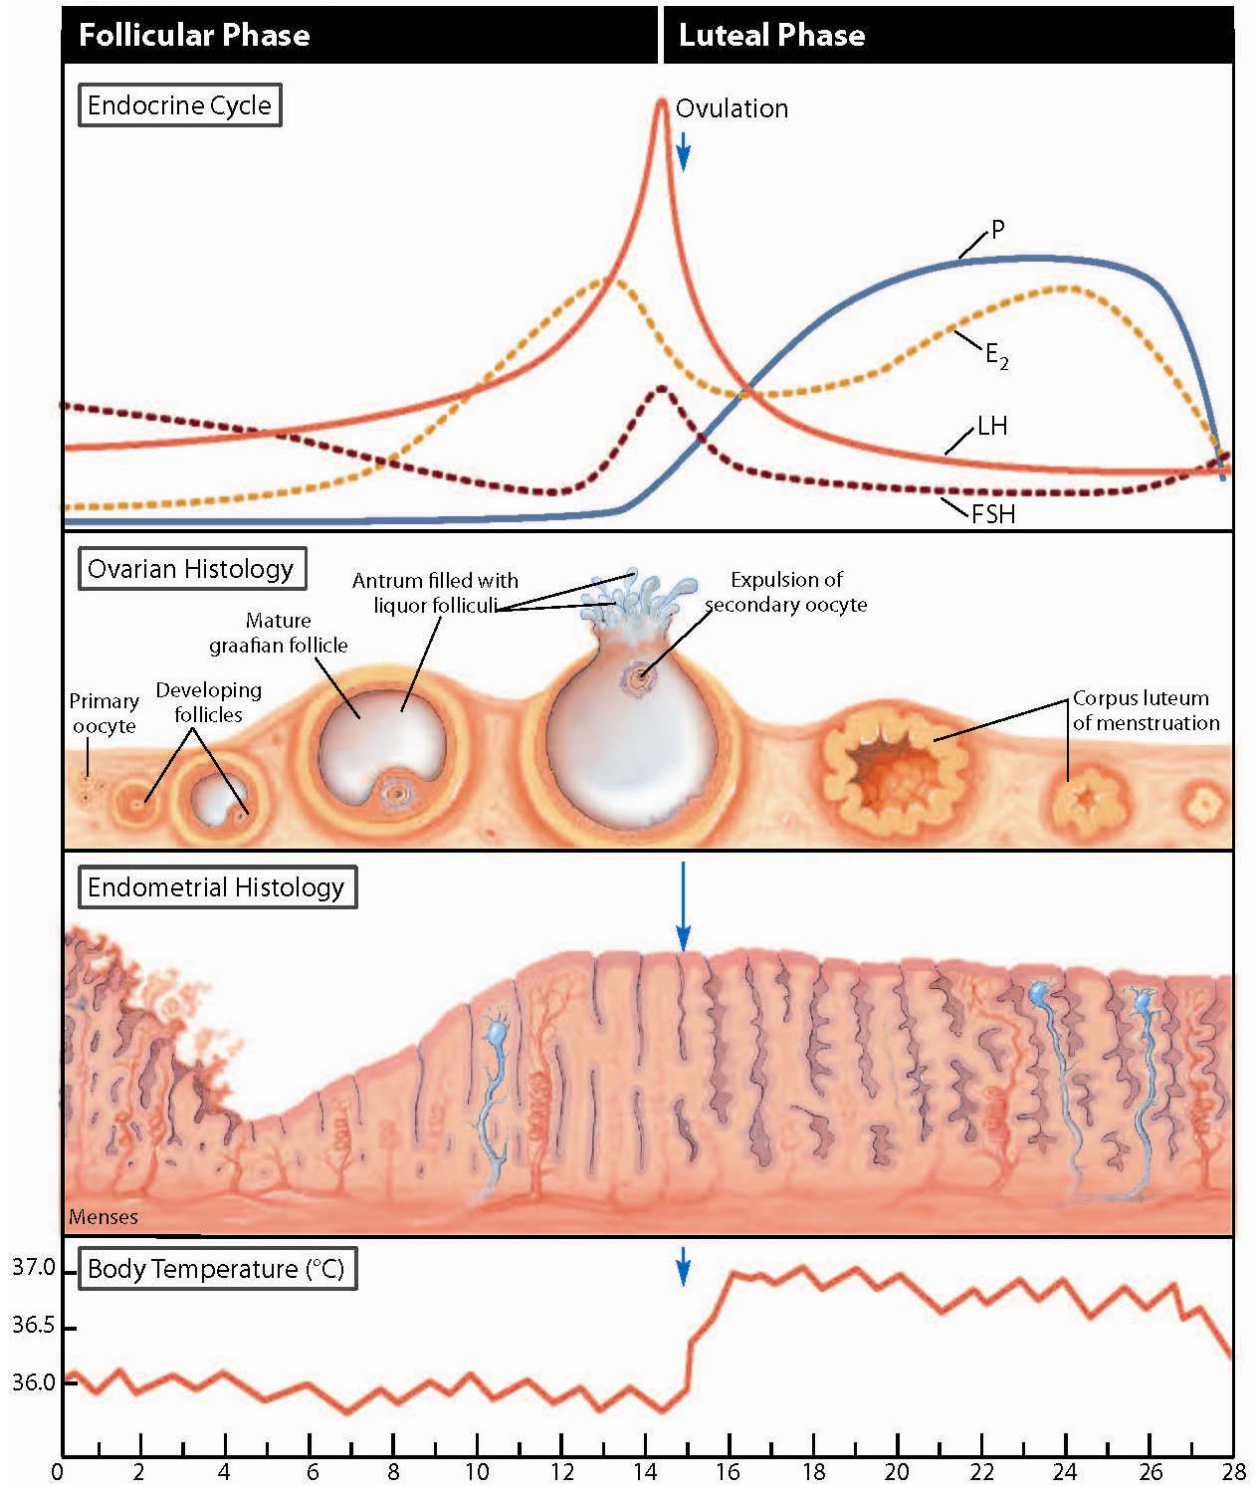 Follicular Phase
Luteal Phase
Endocrine Cycle
Ovulation
P
E2
LH
FSH
Ovarian Histology
Antrum filled with
liquor folliculi
Expulsion of
secondary oocyte
Mature
graafian follicle
Primary
oocyte
Developing
follicles
Corpus luteum
of menstruation
Endometrial Histology
Menses
Body Temperature (°C)
37.0
36.5
36.0
0 2 4 6 8 10 12 14 16 18 20 22 24 26 28